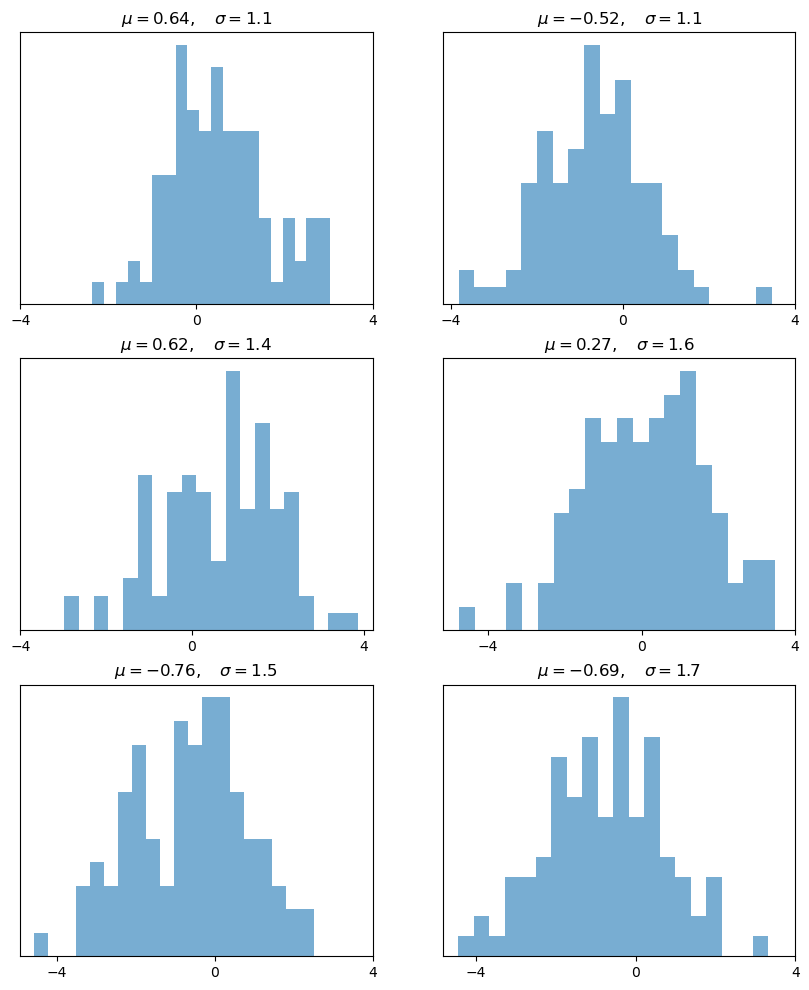 μ = 0.64, σ = 1.1
−4 0 4
μ = −0.52, σ = 1.1
−4 0 4
μ = 0.62, σ = 1.4
−4 0 4
μ = 0.27, σ = 1.6
−4 0 4
μ = −0.76, σ = 1.5
−4 0 4
μ = −0.69, σ = 1.7
−4 0 4